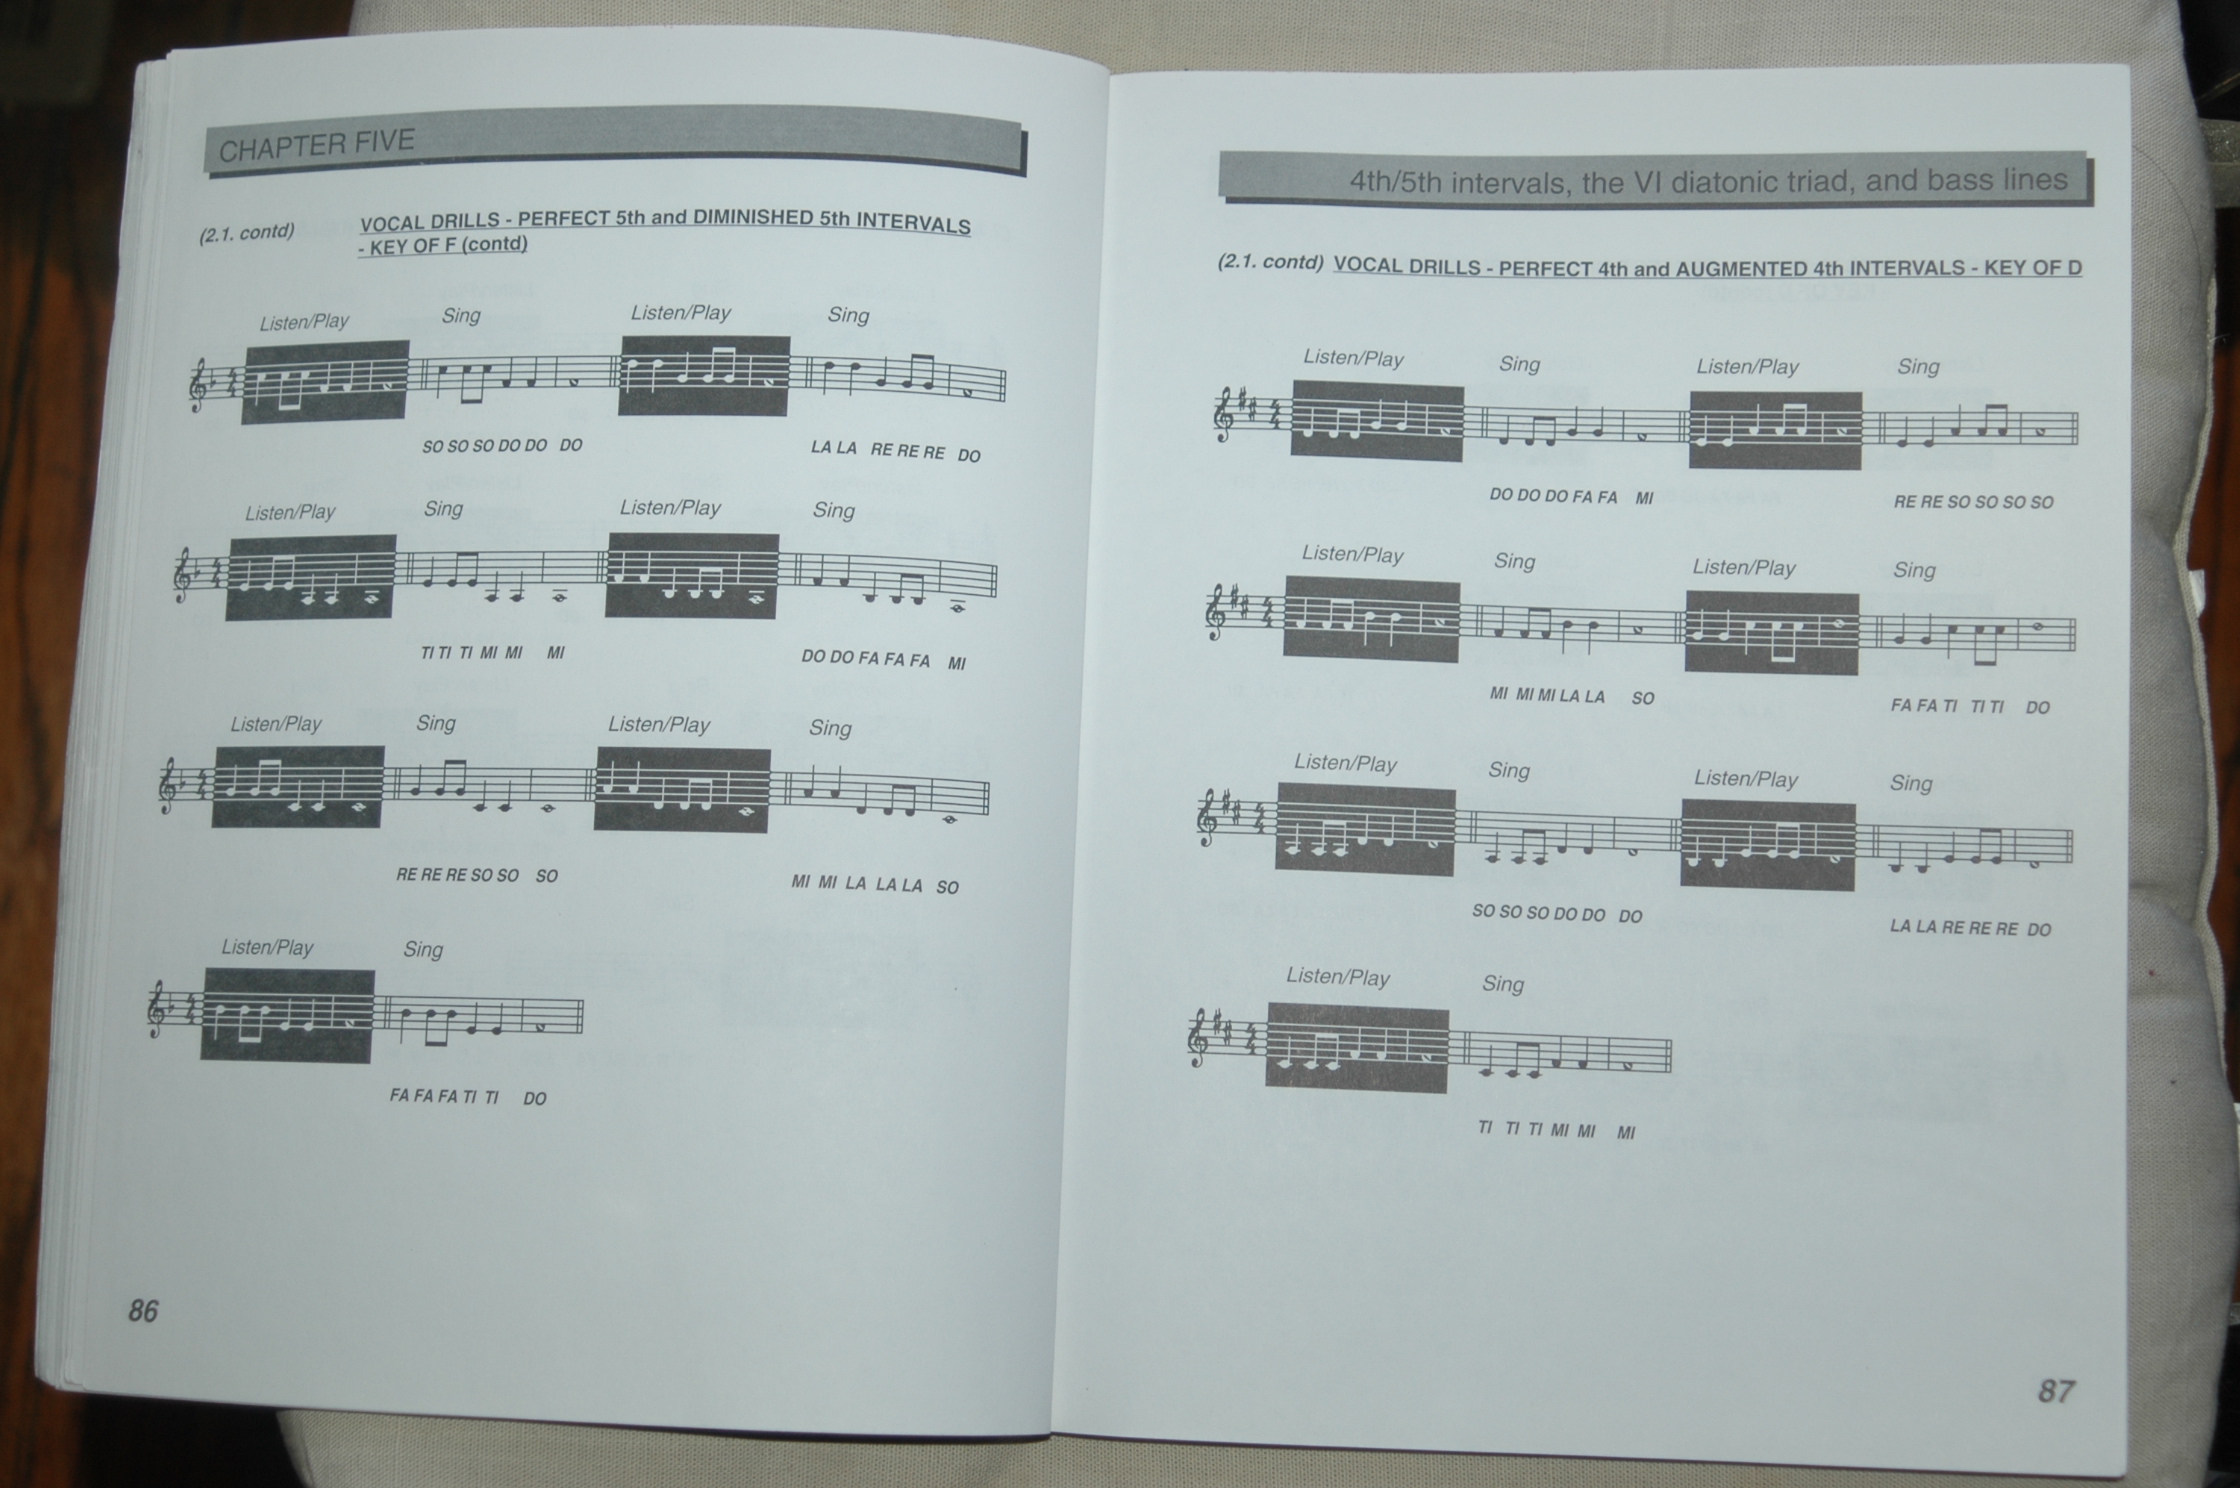 CHAPTER FIVE
(2.1. contd) VOCAL DRILLS - PERFECT 5th and DIMINISHED 5th INTERVALS
- KEY OF F (contd)
Listen/Play Sing Listen/Play Sing
SO SO SO DO DO DO LA LA RE RE RE DO
Listen/Play Sing Listen/Play Sing
TI TI TI MI MI MI DO DO FA FA FA MI
Listen/Play Sing Listen/Play Sing
RE RE RE SO SO SO MI MI LA LA LA SO
Listen/Play Sing
FA FA FA TI TI DO
86
4th/5th intervals, the VI diatonic triad, and bass lines
(2.1. contd) VOCAL DRILLS - PERFECT 4th and AUGMENTED 4th INTERVALS - KEY OF D
Listen/Play Sing Listen/Play Sing
DO DO DO FA FA MI RE RE SO SO SO SO
Listen/Play Sing Listen/Play Sing
MI MI MI LA LA SO FA FA TI TI TI DO
Listen/Play Sing Listen/Play Sing
SO SO SO DO DO DO LA LA RE RE RE DO
Listen/Play Sing
TI TI TI MI MI MI
87